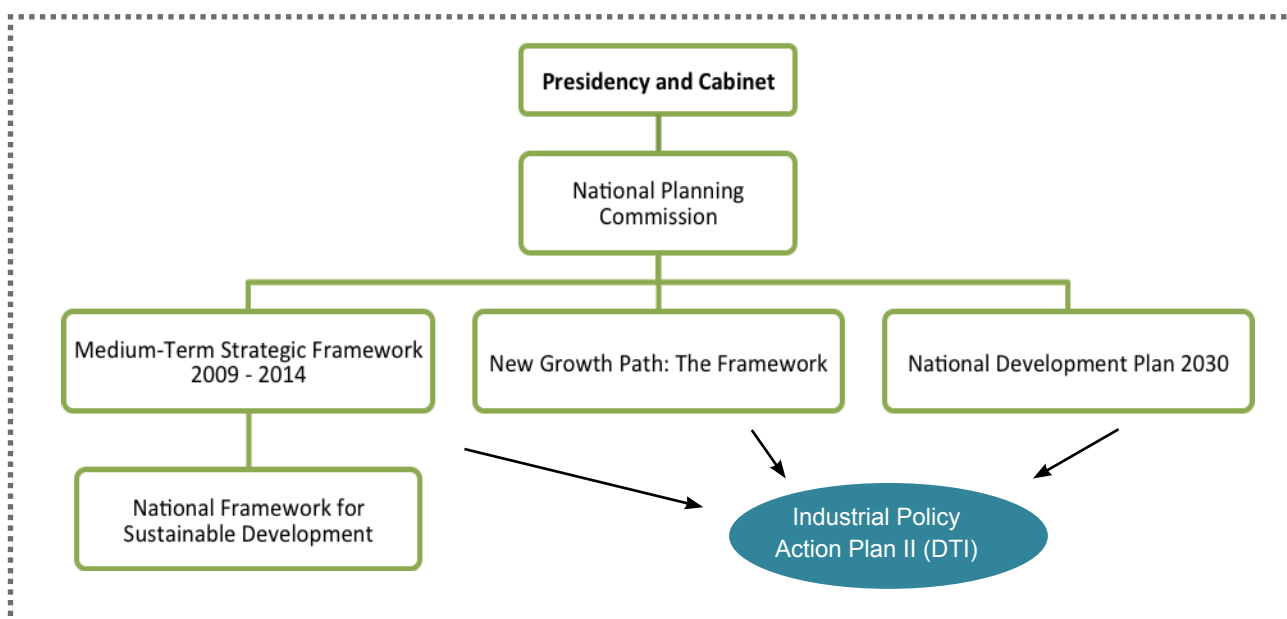 Presidency and Cabinet
National Planning
Commission
Medium-Term Strategic Framework
2009 - 2014
New Growth Path: The Framework
National Development Plan 2030
National Framework for
Sustainable Development
Industrial Policy
Action Plan II (DTI)